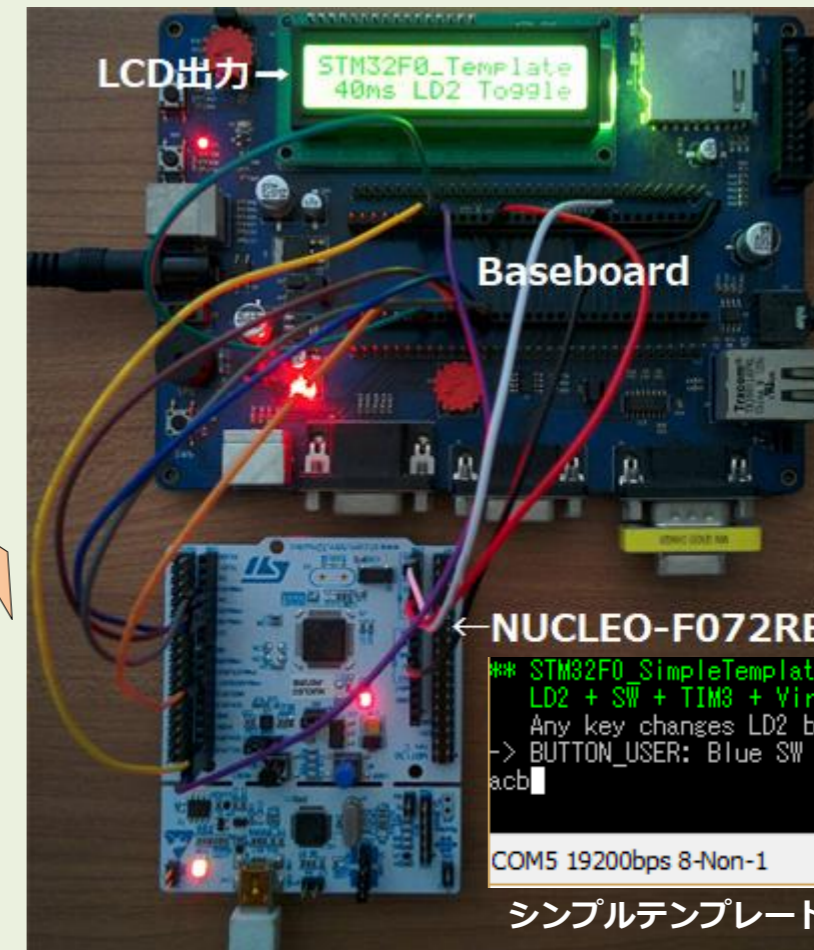 LCD出力→
STM32F0_Template
40ms LD2 Toggle
Baseboard
←NUCLEO-F072RE
** STM32F0_SimpleTemplat
LD2 + SW + TIM3 + Vir
Any key changes LD2 b
-> BUTTON_USER: Blue SW
acb
COM5 19200bps 8-Non-1
シンプルテンプレート